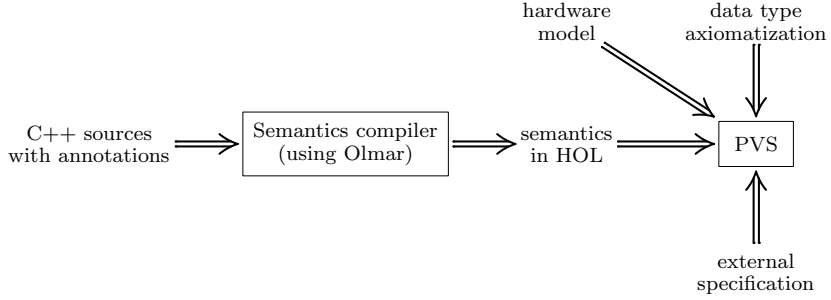 hardware
model
data type
axiomatization
C++ sources
with annotations
Semantics compiler
(using Olmar)
semantics
in HOL
PVS
external
specification